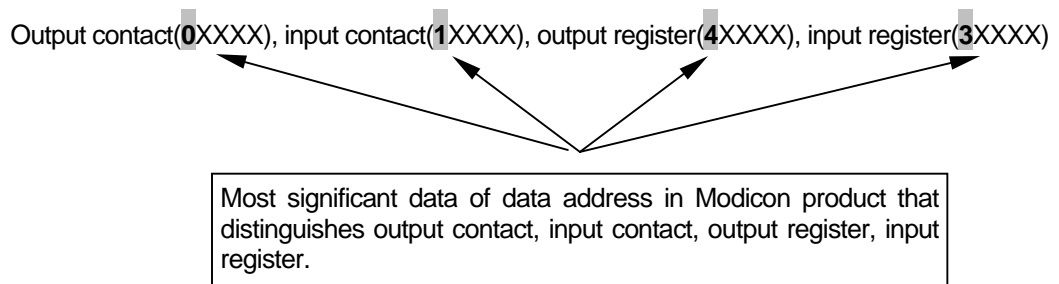 Output contact(0XXXX), input contact(1XXXX), output register(4XXXX), input register(3XXXX)
Most significant data of data address in Modicon product that
distinguishes output contact, input contact, output register, input
register.